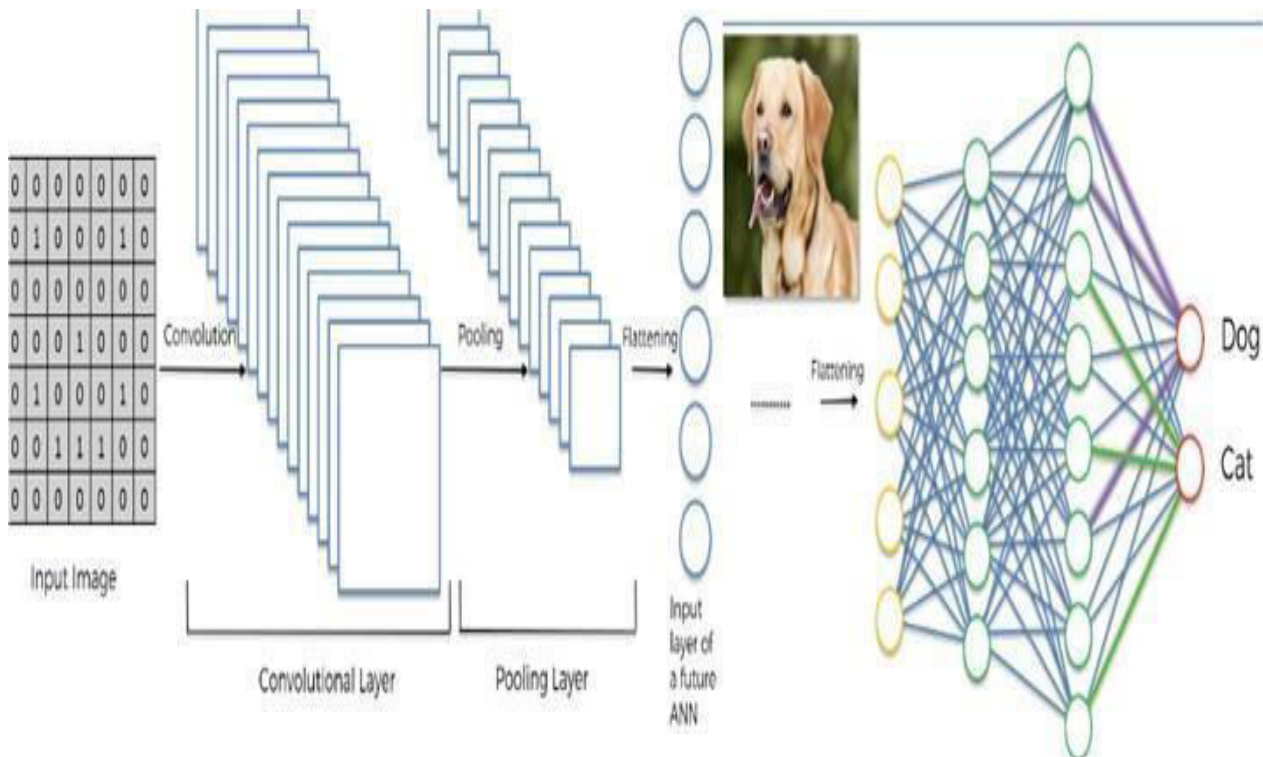 0 0 0 0 0 0 0
0 1 0 0 0 1 0
0 0 0 0 0 0 0
0 0 0 1 0 0 0
0 1 0 0 0 1 0
0 0 1 1 1 0 0
0 0 0 0 0 0 0
Input Image
Convolution
Convolutional Layer
Pooling
Pooling Layer
Flattening
Input
layer of
a future
ANN
..........
Flattening
Dog
Cat